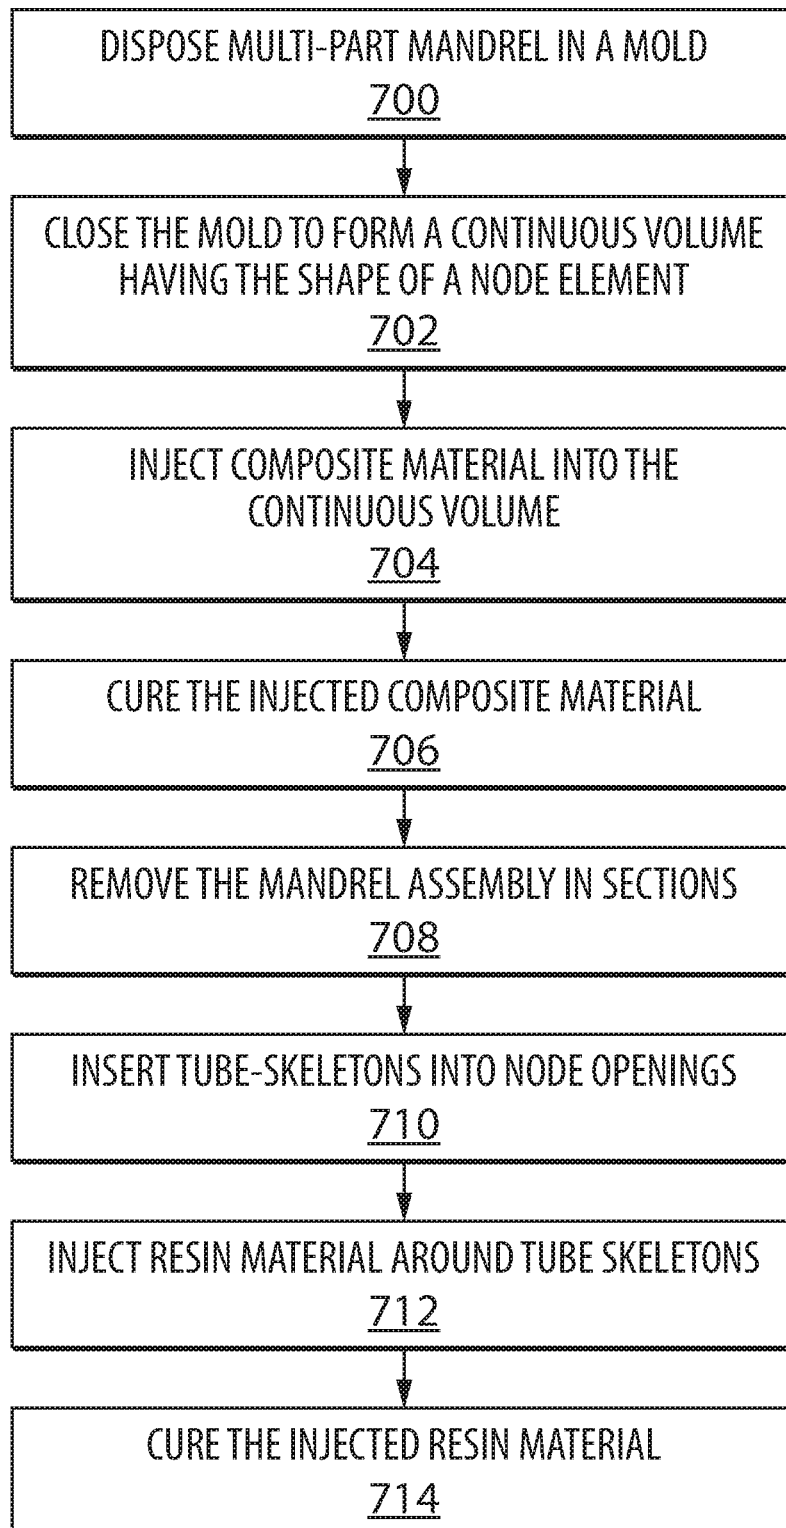 DISPOSE MULTI-PART MANDREL IN A MOLD
700
CLOSE THE MOLD TO FORM A CONTINUOUS VOLUME
HAVING THE SHAPE OF A NODE ELEMENT
702
INJECT COMPOSITE MATERIAL INTO THE
CONTINUOUS VOLUME
704
CURE THE INJECTED COMPOSITE MATERIAL
706
REMOVE THE MANDREL ASSEMBLY IN SECTIONS
708
INSERT TUBE-SKELETONS INTO NODE OPENINGS
710
INJECT RESIN MATERIAL AROUND TUBE SKELETONS
712
CURE THE INJECTED RESIN MATERIAL
714